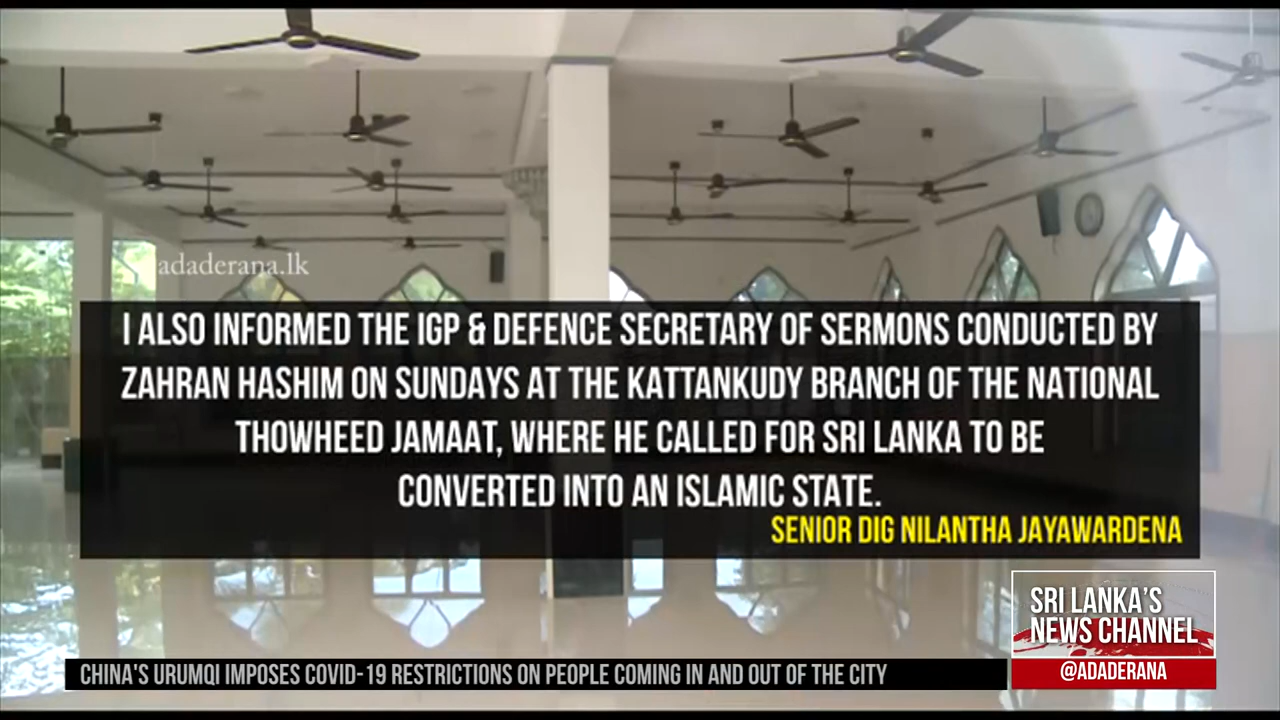 adaderana.lk
I ALSO INFORMED THE IGP & DEFENCE SECRETARY OF SERMONS CONDUCTED BY
ZAHRAN HASHIM ON SUNDAYS AT THE KATTANKUDY BRANCH OF THE NATIONAL
THOWHEED JAMAAT, WHERE HE CALLED FOR SRI LANKA TO BE
CONVERTED INTO AN ISLAMIC STATE.
SENIOR DIG NILANTHA JAYAWARDENA
SRI LANKA'S
NEWS CHANNEL
@ADADERANA
CHINA'S URUMQI IMPOSES COVID-19 RESTRICTIONS ON PEOPLE COMING IN AND OUT OF THE CITY